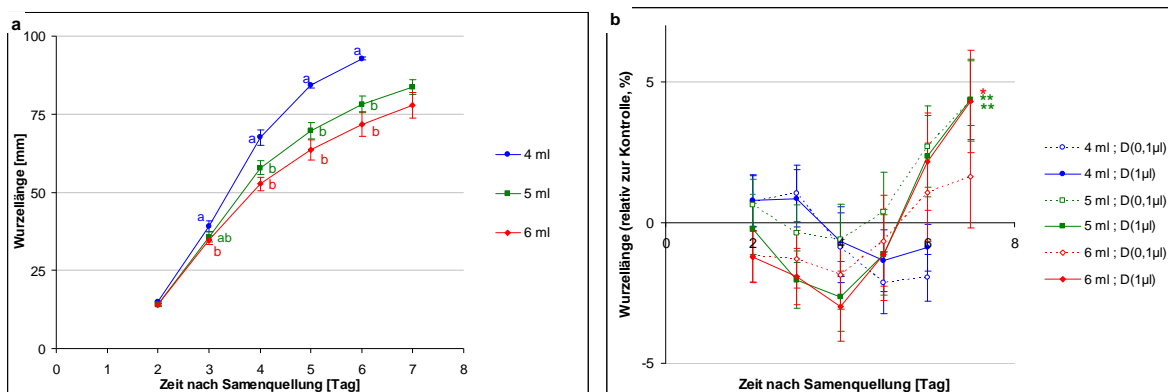 a
100
75
50
25
0
Wurzellänge [mm]
a
a
a
a
ab
b
b
b
b
b
b
b
0 1 2 3 4 5 6 7 8
Zeit nach Samenquellung [Tag]
4 ml
5 ml
6 ml
b
5
0
-5
Wurzellänge (relativ zur Kontrolle, %)
*
**
**
0 2 4 6 8
Zeit nach Samenquellung [Tag]
4 ml ; D(0,1µl)
4 ml ; D(1µl)
5 ml ; D(0,1µl)
5 ml ; D(1µl)
6 ml ; D(0,1µl)
6 ml ; D(1µl)